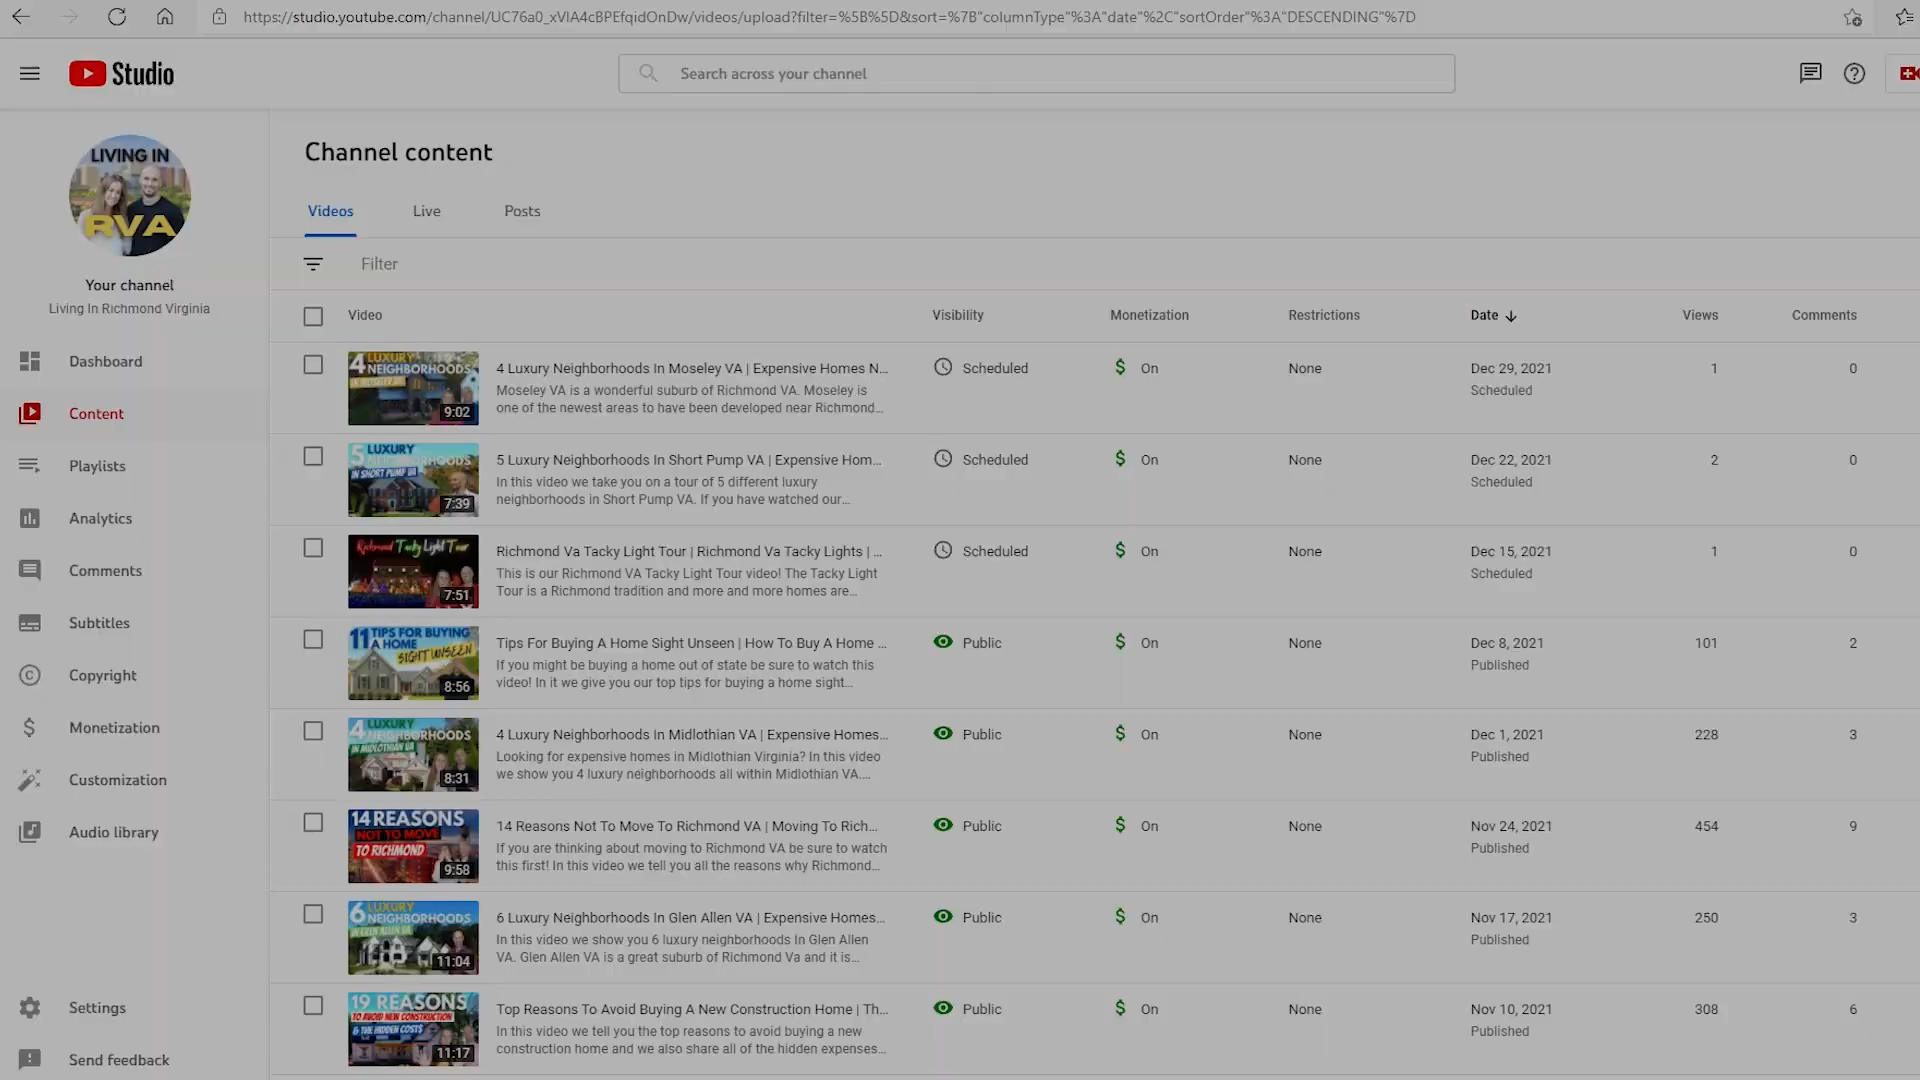 https://studio.youtube.com/channel/UC76a0_xVlA4cBPEfqidOnDw/videos/upload?filter=%5B%5D&sort=%7B"columnType"%3A"date"%2C"sortOrder"%3A"DESCENDING"%7D
Studio
Search across your channel
LIVING IN
RVA
Your channel
Living In Richmond Virginia
Dashboard
Content
Playlists
Analytics
Comments
Subtitles
Copyright
Monetization
Customization
Audio library
Settings
Send feedback
Channel content
Videos Live Posts
Filter
Video Visibility Monetization Restrictions Date Views Comments
4 LUXURY NEIGHBORHOODS
9:02
4 Luxury Neighborhoods In Moseley VA | Expensive Homes N...
Moseley VA is a wonderful suburb of Richmond VA. Moseley is
one of the newest areas to have been developed near Richmond...
Scheduled $ On None Dec 29, 2021 1 0
Scheduled
5 LUXURY NEIGHBORHOODS
IN SHORT PUMP VA
7:39
5 Luxury Neighborhoods In Short Pump VA | Expensive Hom...
In this video we take you on a tour of 5 different luxury
neighborhoods in Short Pump VA. If you have watched our...
Scheduled $ On None Dec 22, 2021 2 0
Scheduled
Richmond Tacky Light Tour
7:51
Richmond Va Tacky Light Tour | Richmond Va Tacky Lights | ...
This is our Richmond VA Tacky Light Tour video! The Tacky Light
Tour is a Richmond tradition and more and more homes are...
Scheduled $ On None Dec 15, 2021 1 0
Scheduled
11 TIPS FOR BUYING
A HOME
SIGHT UNSEEN
8:56
Tips For Buying A Home Sight Unseen | How To Buy A Home ...
If you might be buying a home out of state be sure to watch this
video! In it we give you our top tips for buying a home sight...
Public $ On None Dec 8, 2021 101 2
Published
4 LUXURY NEIGHBORHOODS
IN MIDLOTHIAN VA
8:31
4 Luxury Neighborhoods In Midlothian VA | Expensive Homes...
Looking for expensive homes in Midlothian Virginia? In this video
we show you 4 luxury neighborhoods all within Midlothian VA....
Public $ On None Dec 1, 2021 228 3
Published
14 REASONS
NOT TO MOVE
TO RICHMOND
9:58
14 Reasons Not To Move To Richmond VA | Moving To Rich...
If you are thinking about moving to Richmond VA be sure to watch
this first! In this video we tell you all the reasons why Richmond...
Public $ On None Nov 24, 2021 454 9
Published
6 LUXURY NEIGHBORHOODS
IN GLEN ALLEN VA
11:04
6 Luxury Neighborhoods In Glen Allen VA | Expensive Homes...
In this video we show you 6 luxury neighborhoods In Glen Allen
VA. Glen Allen VA is a great suburb of Richmond Va and it is...
Public $ On None Nov 17, 2021 250 3
Published
19 REASONS
TO AVOID NEW CONSTRUCTION
& THE HIDDEN COSTS
11:17
Top Reasons To Avoid Buying A New Construction Home | Th...
In this video we tell you the top reasons to avoid buying a new
construction home and we also share all of the hidden expenses...
Public $ On None Nov 10, 2021 308 6
Published